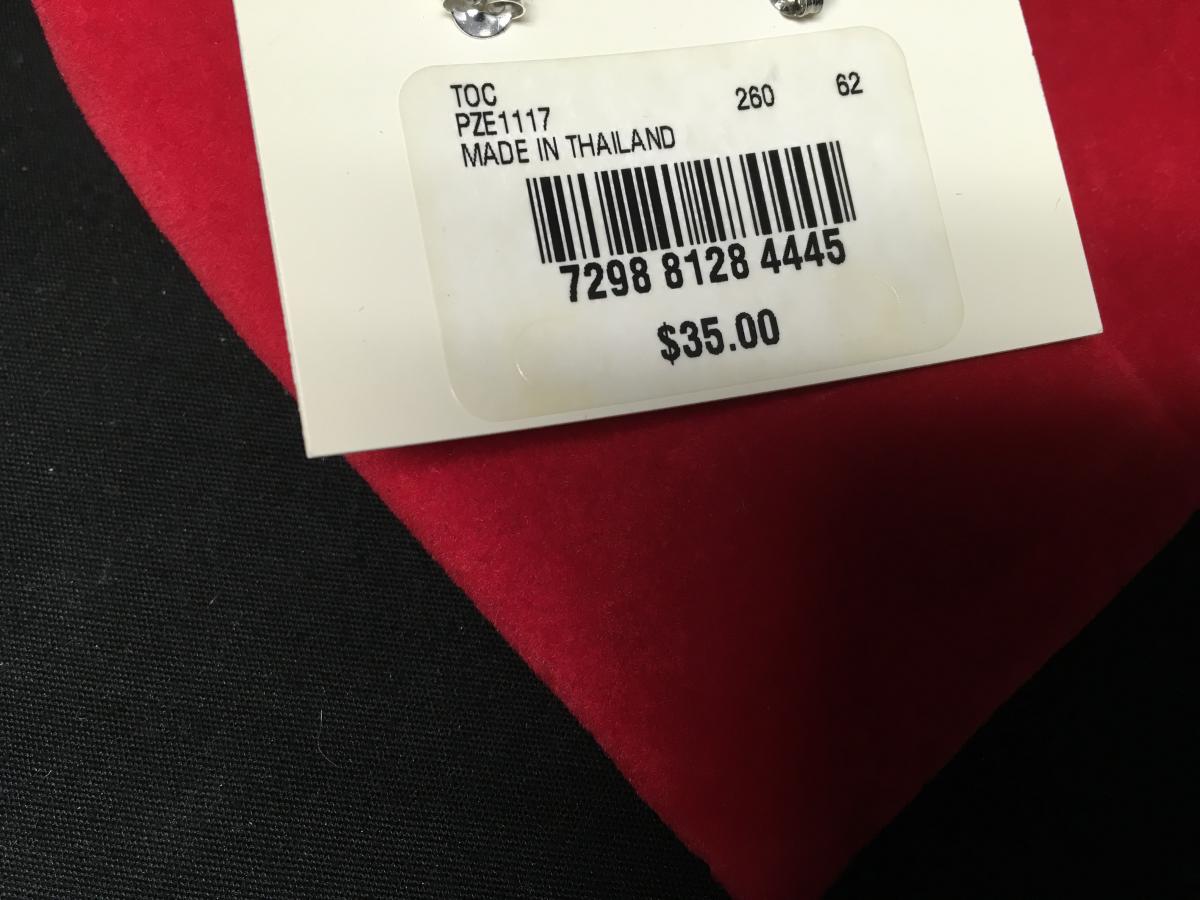 TOC 260 62
PZE1117
MADE IN THAILAND
7298 8128 4445
$35.00